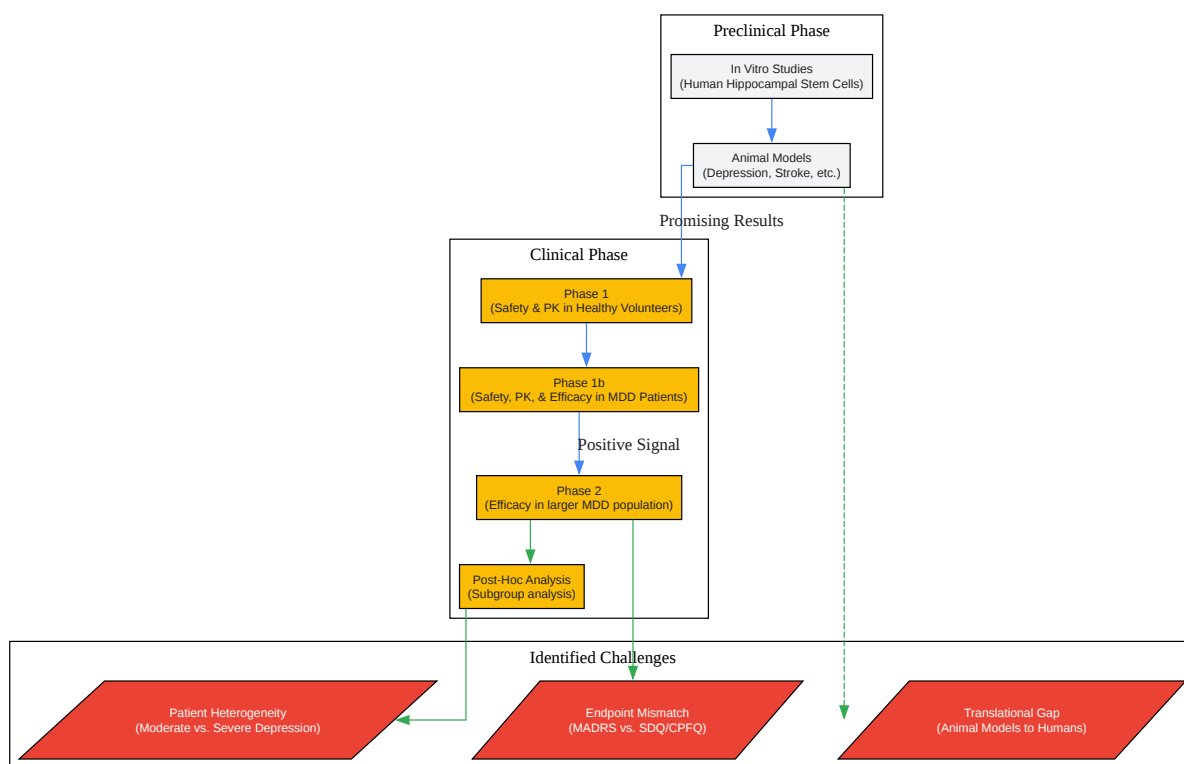 Preclinical Phase
In Vitro Studies
(Human Hippocampal Stem Cells)
Animal Models
(Depression, Stroke, etc.)
Promising Results
Clinical Phase
Phase 1
(Safety & PK in Healthy Volunteers)
Phase 1b
(Safety, PK, & Efficacy in MDD Patients)
Positive Signal
Phase 2
(Efficacy in larger MDD population)
Post-Hoc Analysis
(Subgroup analysis)
Identified Challenges
Patient Heterogeneity
(Moderate vs. Severe Depression)
Endpoint Mismatch
(MADRS vs. SDQ/CPFQ)
Translational Gap
(Animal Models to Humans)